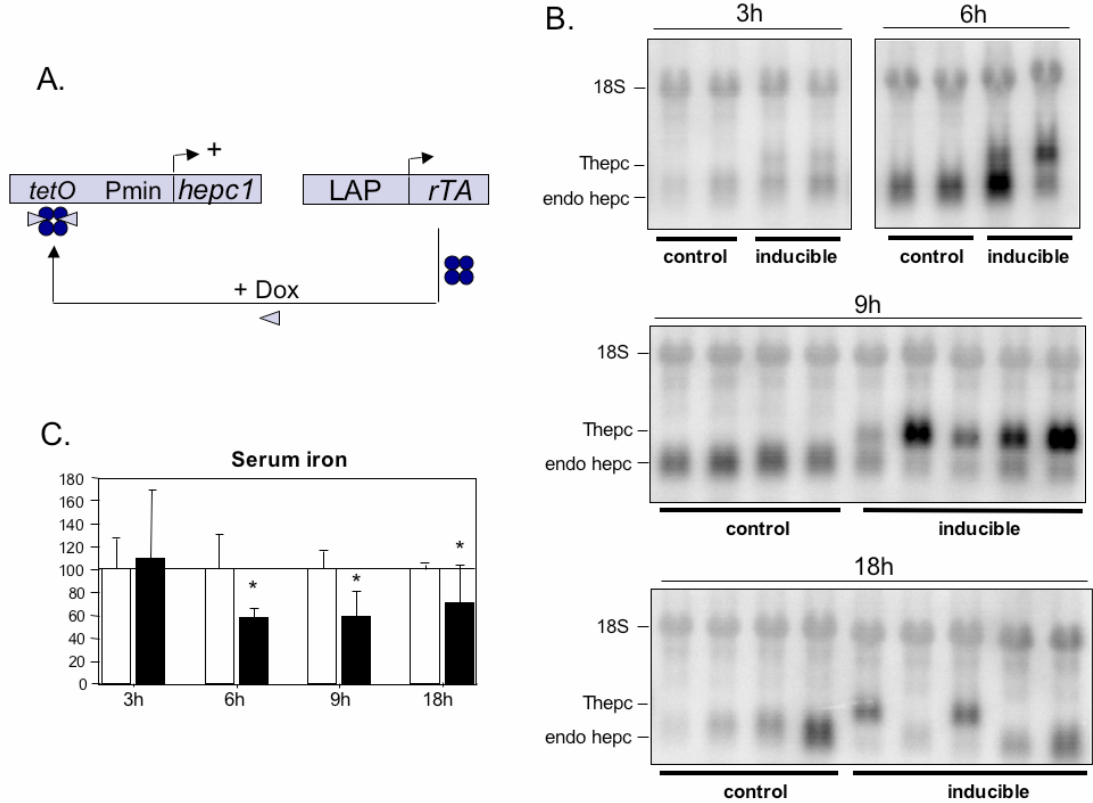 A.
+
tetO Pmin hepc1
LAP rTA
+ Dox
B.
3h 6h
18S
Thepc
endo hepc
control inducible control inducible
9h
18S
Thepc
endo hepc
control inducible
18h
18S
Thepc
endo hepc
control inducible
C.
Serum iron
180
160
140
120
100
80
60
40
20
0
* * *
3h 6h 9h 18h